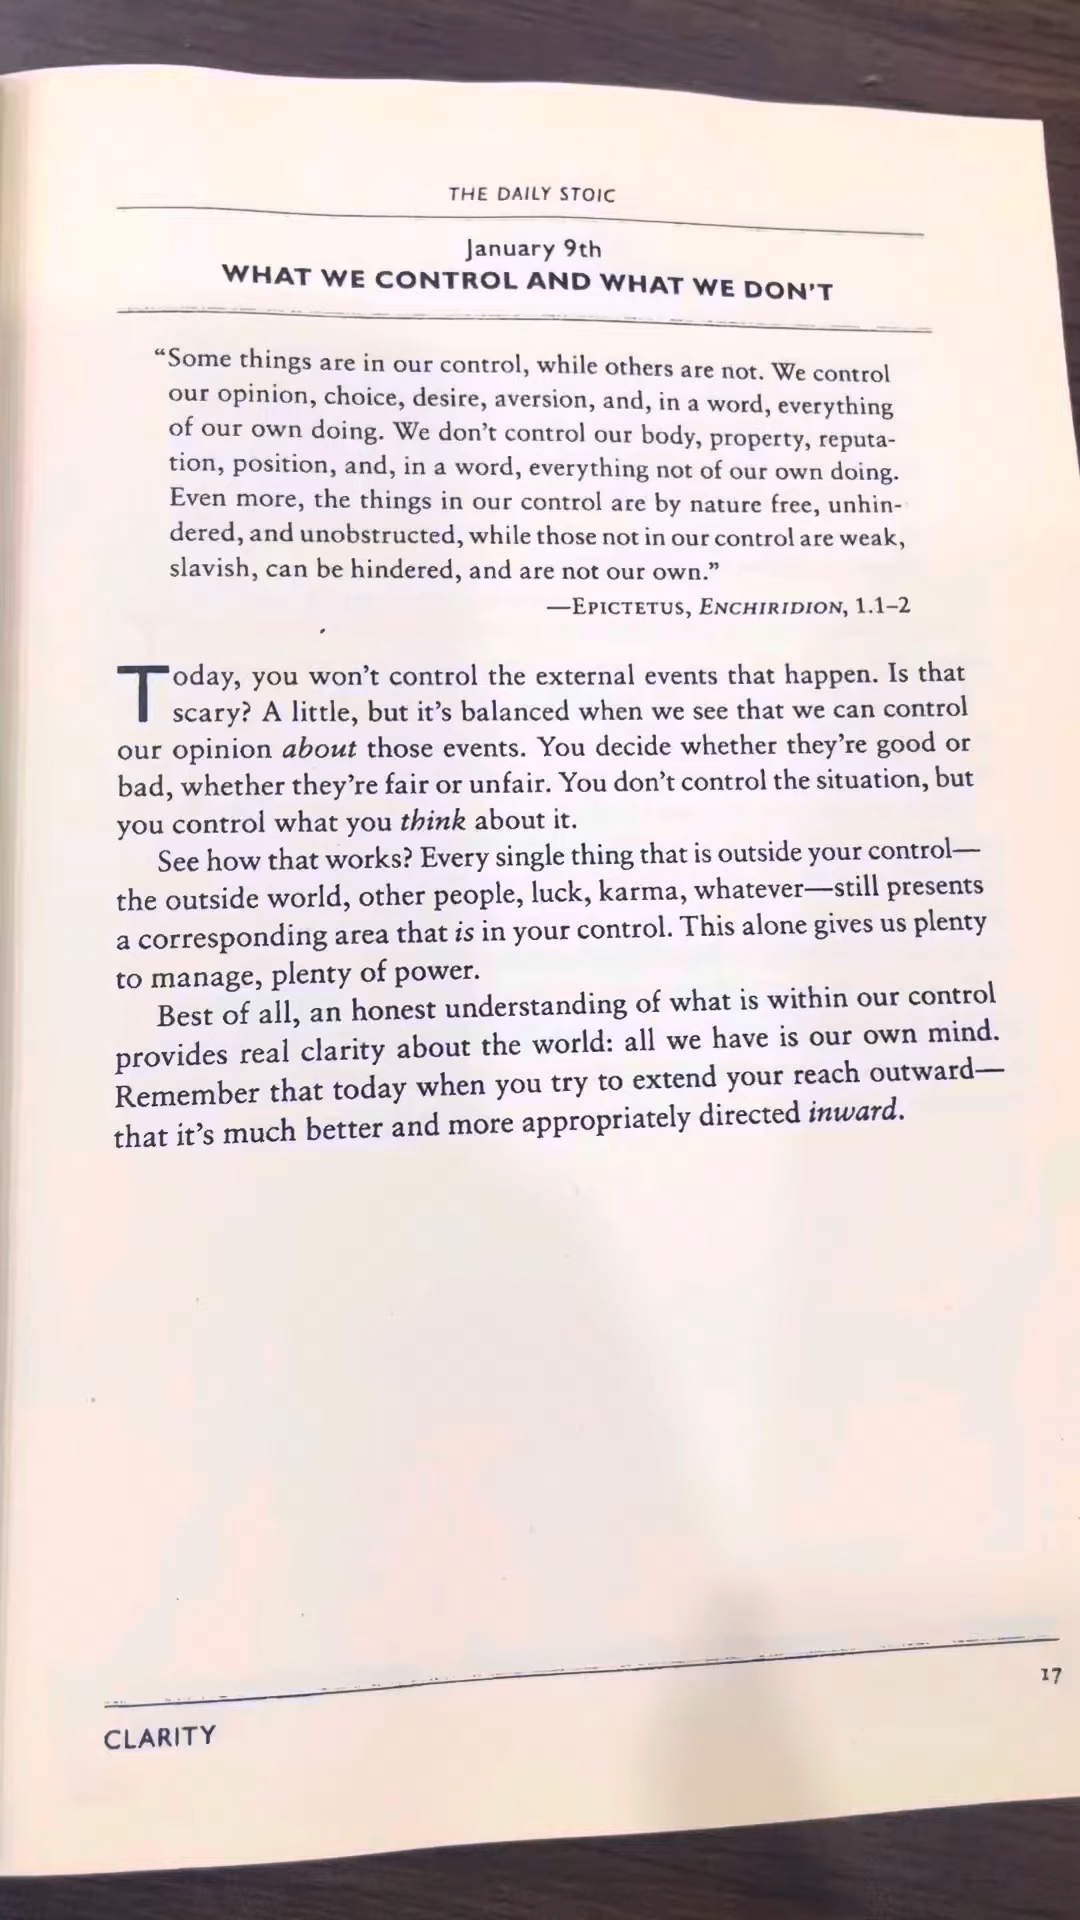 THE DAILY STOIC
January 9th
WHAT WE CONTROL AND WHAT WE DON'T
“Some things are in our control, while others are not. We control
our opinion, choice, desire, aversion, and, in a word, everything
of our own doing. We don't control our body, property, reputa-
tion, position, and, in a word, everything not of our own doing.
Even more, the things in our control are by nature free, unhin-
dered, and unobstructed, while those not in our control are weak,
slavish, can be hindered, and are not our own.”
—EPICTETUS, ENCHIRIDION, 1.1–2
Today, you won't control the external events that happen. Is that
scary? A little, but it's balanced when we see that we can control
our opinion about those events. You decide whether they're good or
bad, whether they're fair or unfair. You don't control the situation, but
you control what you think about it.
See how that works? Every single thing that is outside your control—
the outside world, other people, luck, karma, whatever—still presents
a corresponding area that is in your control. This alone gives us plenty
to manage, plenty of power.
Best of all, an honest understanding of what is within our control
provides real clarity about the world: all we have is our own mind.
Remember that today when you try to extend your reach outward—
that it's much better and more appropriately directed inward.
17
CLARITY